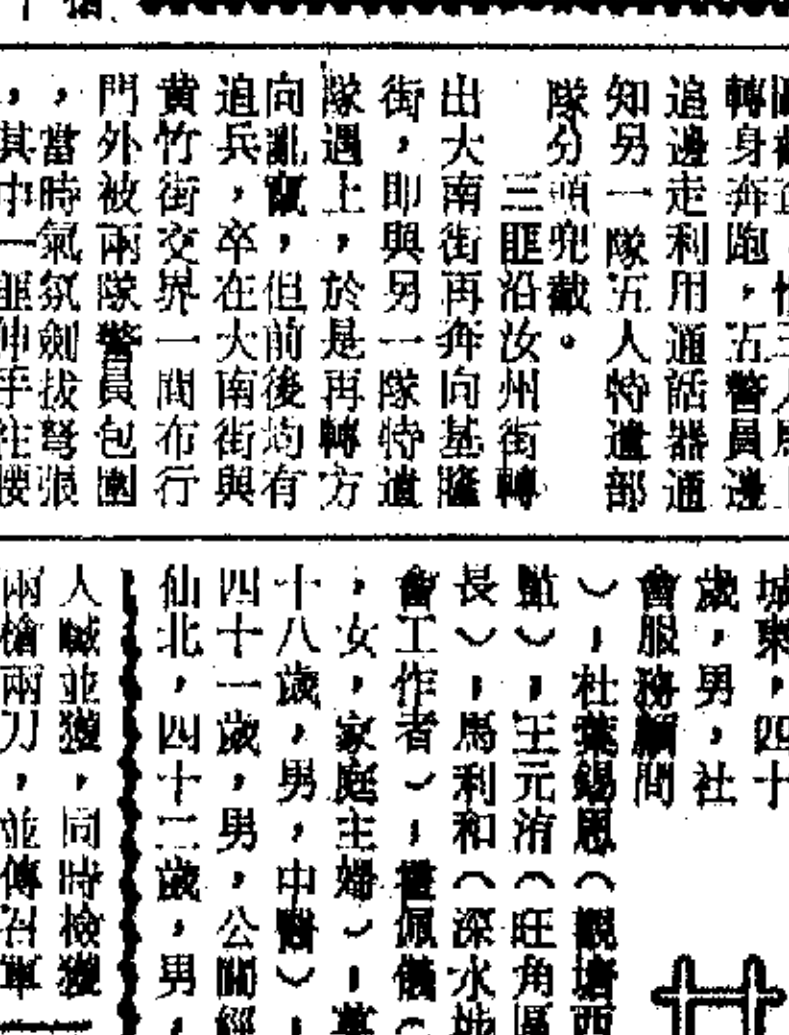 轉身奔跑，五警員邊
追邊走利用通話器通
知另一隊五人特遣部
隊分頭兜截。
三匪沿汝州街轉
出大南街再奔向基隆
街，即與另一隊特遣
隊遇上，於是再轉方
向亂竄，但前後均有
追兵，卒在大南街與
黃竹街交界一間布行
門外被兩隊警員包圍
，當時氣氛劍拔弩張
，其中一匪伸手往腰
城東，四十
歲，男，社
會服務顧問
），杜葉錫恩（觀塘西
監），王元洧（旺角區
長），馬利和（深水埗
會工作者），佩儀（
，女，家庭主婦），
十八歲，男，中醫），
四十一歲，男，公關經
仙北，四十二歲，男，
人贓並獲，同時檢獲
兩槍兩刀，並傳召軍